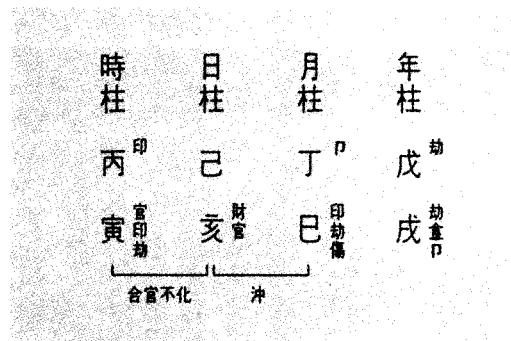 時柱 日柱 月柱 年柱
丙印 己 丁卩 戊劫
寅官印劫 亥財官 巳印劫傷 戌劫食卩
合官不化 沖